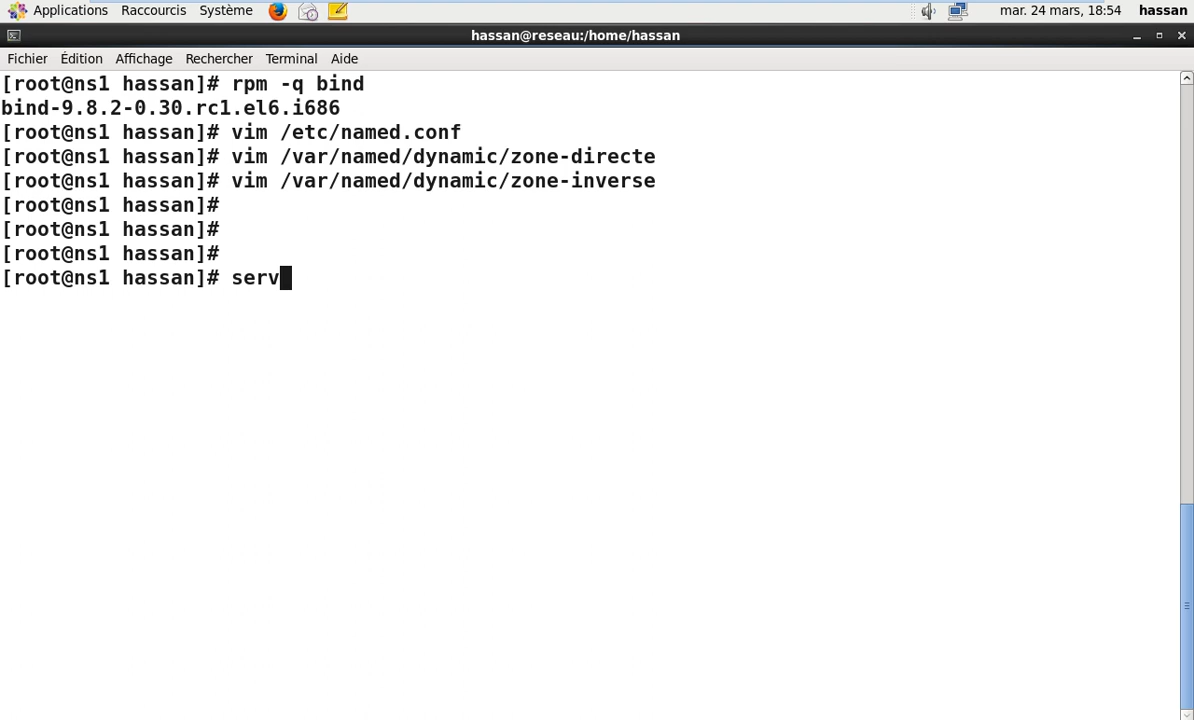 Applications Raccourcis Système mar. 24 mars, 18:54 hassan
hassan@reseau:/home/hassan
Fichier Édition Affichage Rechercher Terminal Aide
[root@ns1 hassan]# rpm -q bind
bind-9.8.2-0.30.rc1.el6.i686
[root@ns1 hassan]# vim /etc/named.conf
[root@ns1 hassan]# vim /var/named/dynamic/zone-directe
[root@ns1 hassan]# vim /var/named/dynamic/zone-inverse
[root@ns1 hassan]#
[root@ns1 hassan]#
[root@ns1 hassan]#
[root@ns1 hassan]# serv